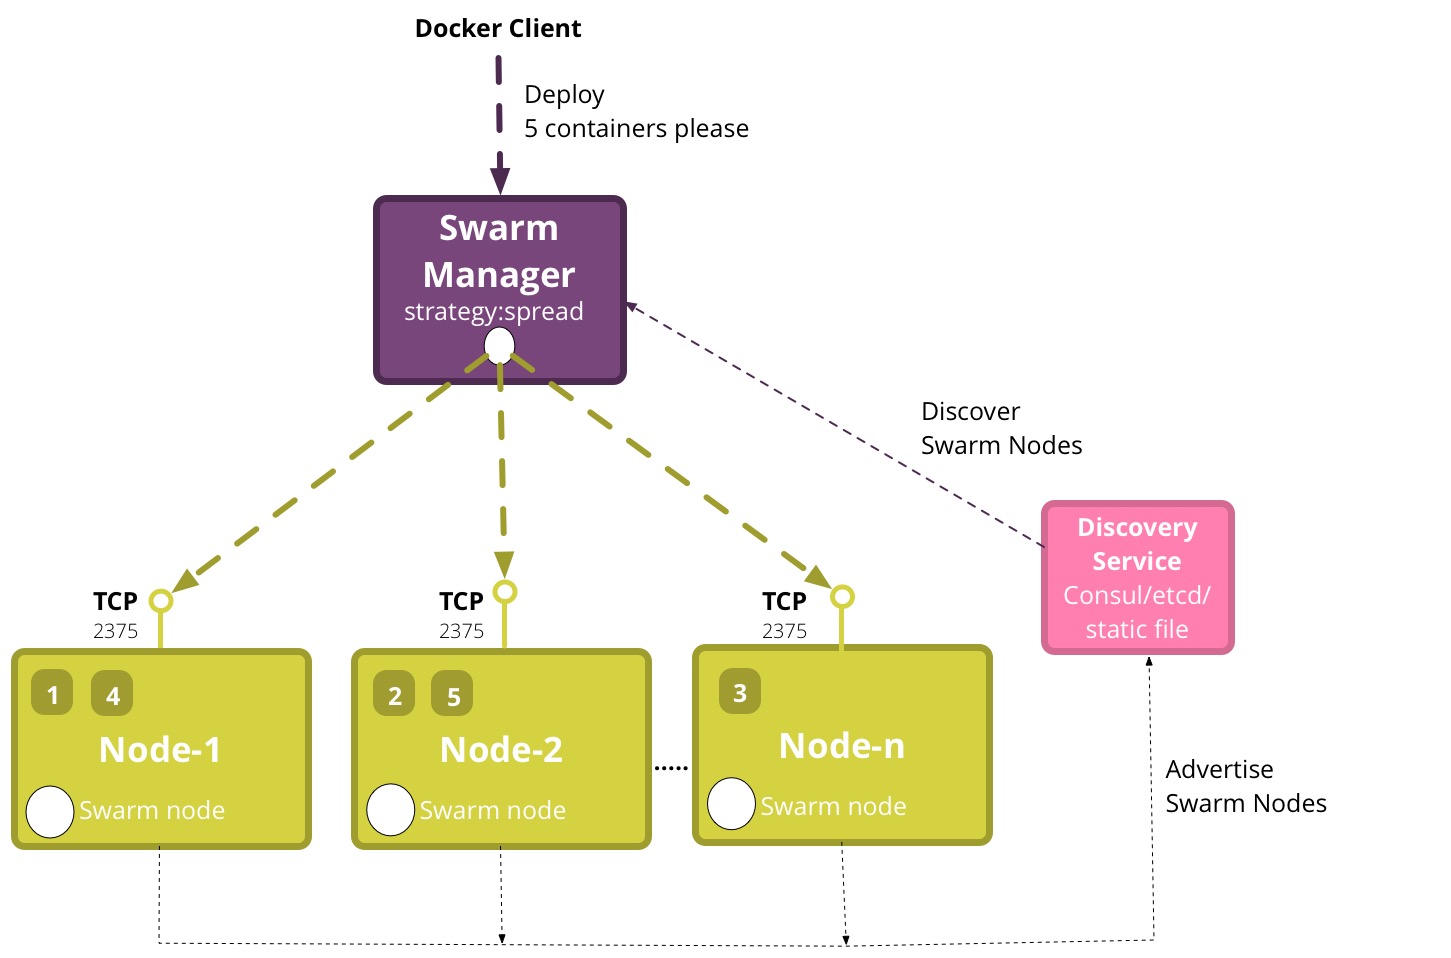 Docker Client
Deploy
5 containers please
Swarm
Manager
strategy:spread
Discover
Swarm Nodes
Discovery
Service
Consul/etcd/
static file
TCP
2375
TCP
2375
TCP
2375
1 4
Node-1
Swarm node
2 5
Node-2
Swarm node
.....
3
Node-n
Swarm node
Advertise
Swarm Nodes